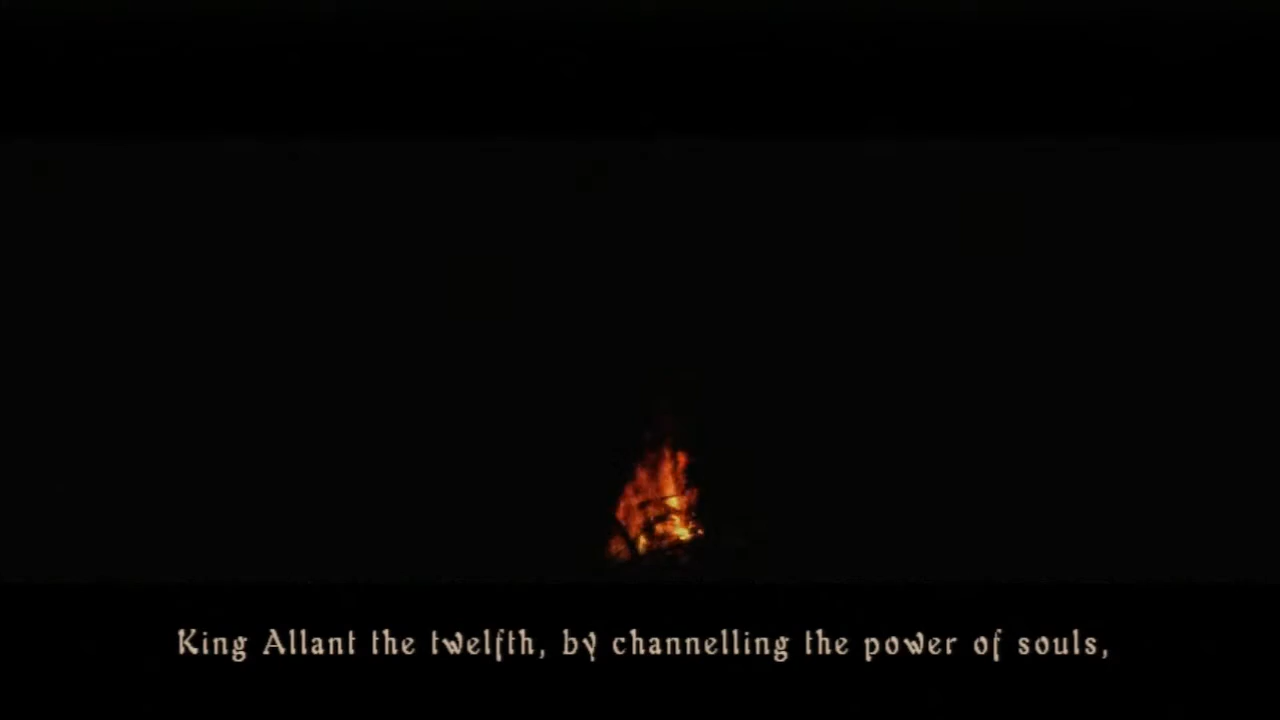 King Allant the twelfth, by channelling the power of souls,